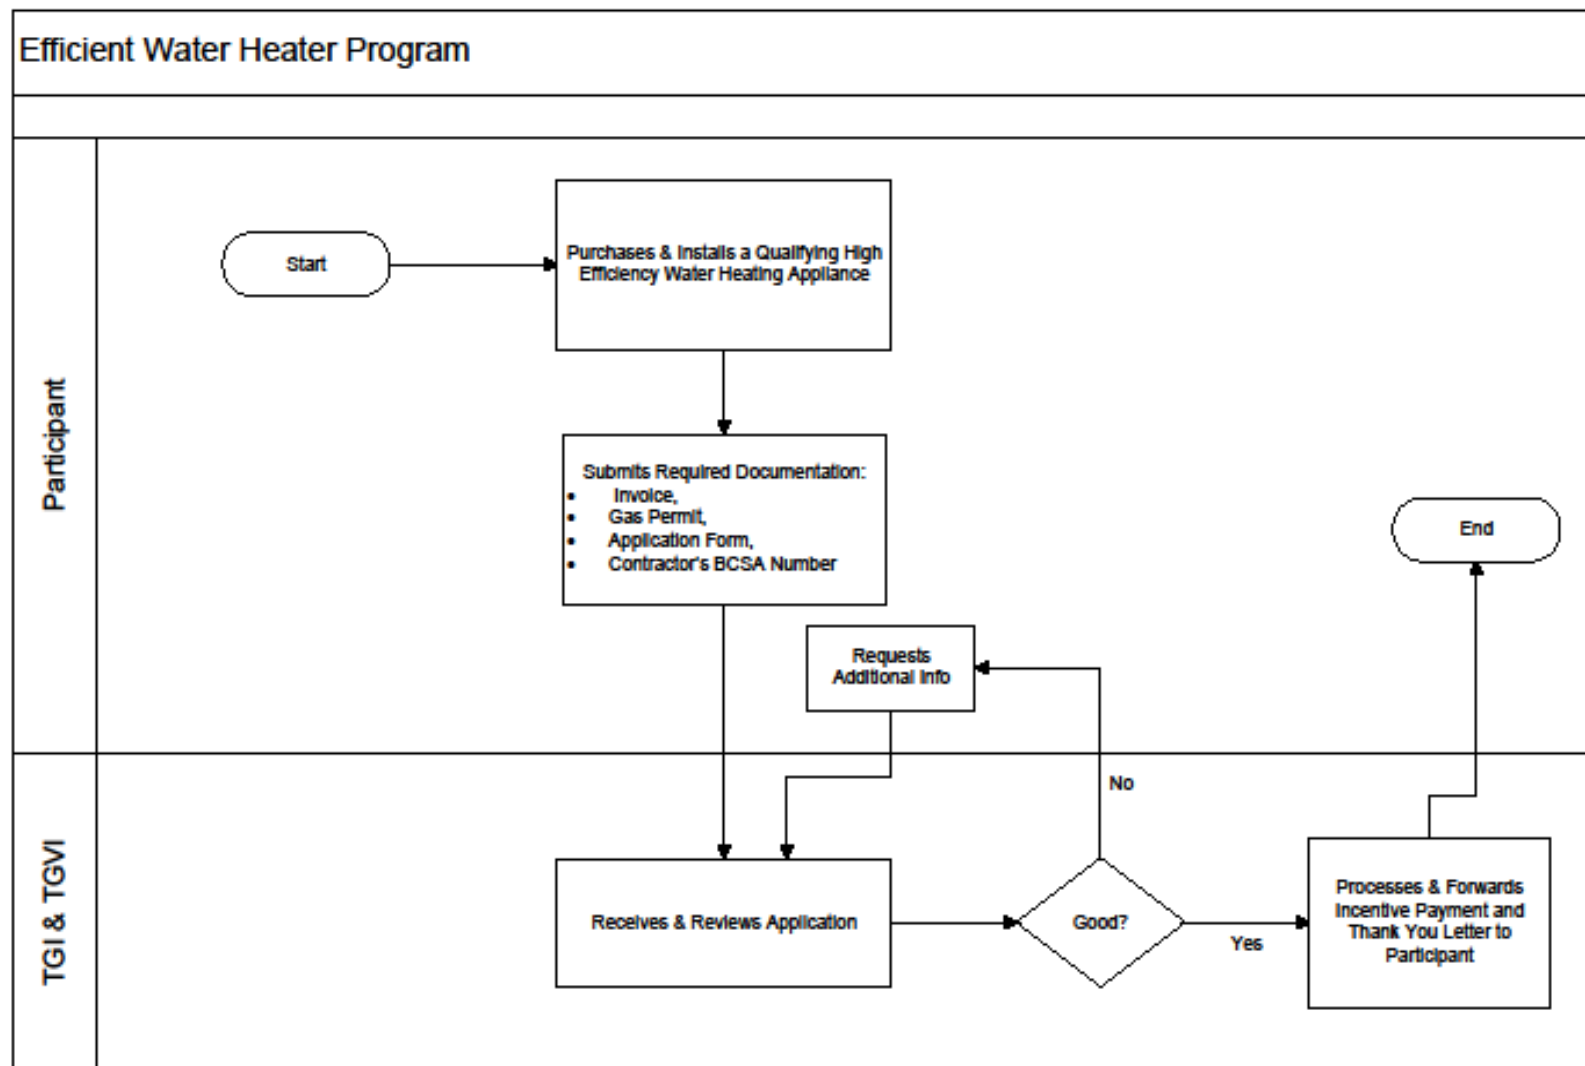 Efficient Water Heater Program
Participant
Start
Purchases & Installs a Qualifying High
Efficiency Water Heating Appliance
Submits Required Documentation:
• Invoice,
• Gas Permit,
• Application Form,
• Contractor's BCSA Number
End
Requests
Additional Info
TGI & TGVI
No
Receives & Reviews Application
Good?
Yes
Processes & Forwards
Incentive Payment and
Thank You Letter to
Participant